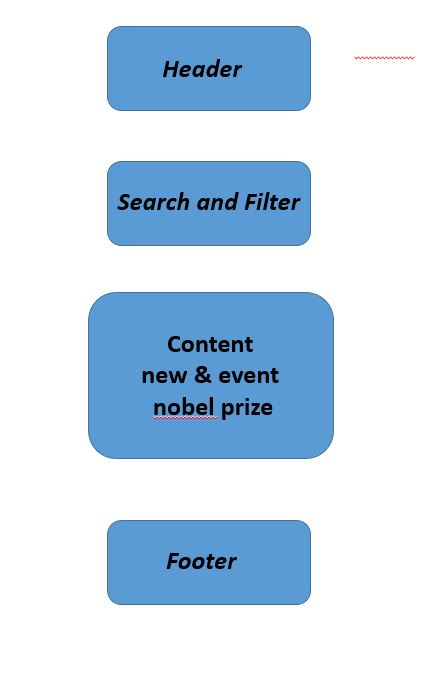 Header
Search and Filter
Content
new & event
nobel prize
Footer